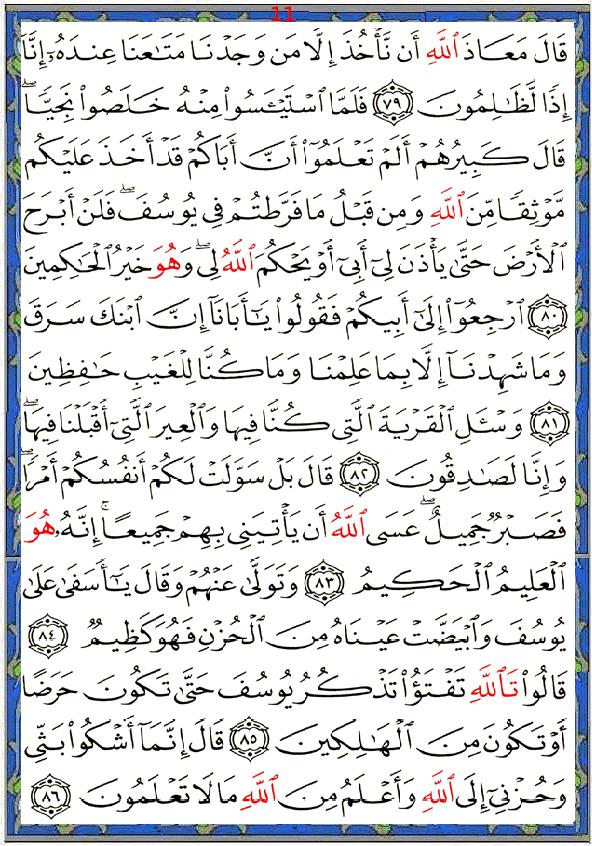 11
قَالَ مَعَاذَ ٱللَّهِ أَن نَّأْخُذَ إِلَّا مَن وَجَدْنَا مَتَـٰعَنَا عِندَهُۥٓ إِنَّآ
إِذًا لَّظَـٰلِمُونَ ٧٩ فَلَمَّا ٱسْتَيْـَٔسُوا۟ مِنْهُ خَلَصُوا۟ نَجِيًّا ۖ
قَالَ كَبِيرُهُمْ أَلَمْ تَعْلَمُوٓا۟ أَنَّ أَبَاكُمْ قَدْ أَخَذَ عَلَيْكُم
مَّوْثِقًا مِّنَ ٱللَّهِ وَمِن قَبْلُ مَا فَرَّطتُمْ فِى يُوسُفَ ۖ فَلَنْ أَبْرَحَ
ٱلْأَرْضَ حَتَّىٰ يَأْذَنَ لِىٓ أَبِىٓ أَوْ يَحْكُمَ ٱللَّهُ لِى ۖ وَهُوَ خَيْرُ ٱلْحَـٰكِمِينَ
٨٠ ٱرْجِعُوٓا۟ إِلَىٰٓ أَبِيكُمْ فَقُولُوا۟ يَـٰٓأَبَانَآ إِنَّ ٱبْنَكَ سَرَقَ
وَمَا شَهِدْنَآ إِلَّا بِمَا عَلِمْنَا وَمَا كُنَّا لِلْغَيْبِ حَـٰفِظِينَ
٨١ وَسْـَٔلِ ٱلْقَرْيَةَ ٱلَّتِى كُنَّا فِيهَا وَٱلْعِيرَ ٱلَّتِىٓ أَقْبَلْنَا فِيهَا ۖ
وَإِنَّا لَصَـٰدِقُونَ ٨٢ قَالَ بَلْ سَوَّلَتْ لَكُمْ أَنفُسُكُمْ أَمْرًا ۖ
فَصَبْرٌ جَمِيلٌ ۖ عَسَى ٱللَّهُ أَن يَأْتِيَنِى بِهِمْ جَمِيعًا ۚ إِنَّهُۥ هُوَ
ٱلْعَلِيمُ ٱلْحَكِيمُ ٨٣ وَتَوَلَّىٰ عَنْهُمْ وَقَالَ يَـٰٓأَسَفَىٰ عَلَىٰ
يُوسُفَ وَٱبْيَضَّتْ عَيْنَاهُ مِنَ ٱلْحُزْنِ فَهُوَ كَظِيمٌ ٨٤
قَالُوا۟ تَٱللَّهِ تَفْتَؤُا۟ تَذْكُرُ يُوسُفَ حَتَّىٰ تَكُونَ حَرَضًا
أَوْ تَكُونَ مِنَ ٱلْهَـٰلِكِينَ ٨٥ قَالَ إِنَّمَآ أَشْكُوا۟ بَثِّى
وَحُزْنِىٓ إِلَى ٱللَّهِ وَأَعْلَمُ مِنَ ٱللَّهِ مَا لَا تَعْلَمُونَ ٨٦